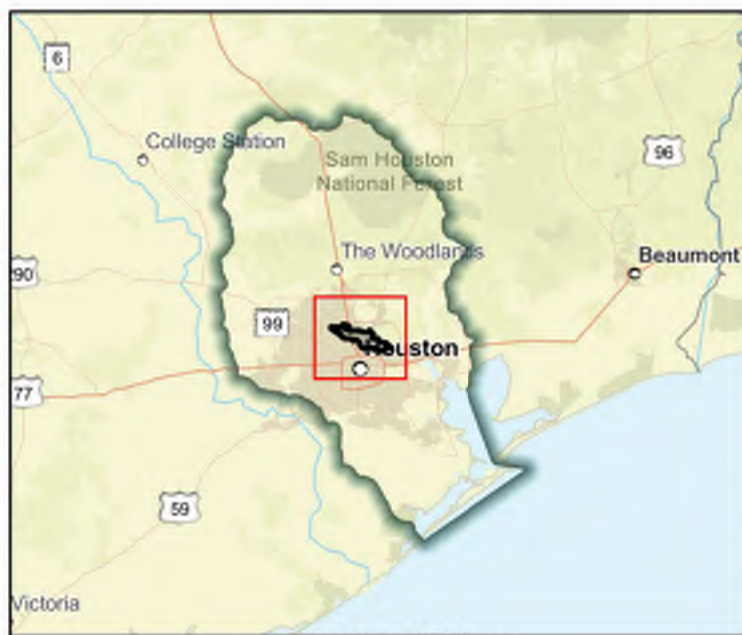 6
College Station
96
Sam Houston
National Forest
The Woodlands
Beaumont
90
99
Houston
77
59
Victoria